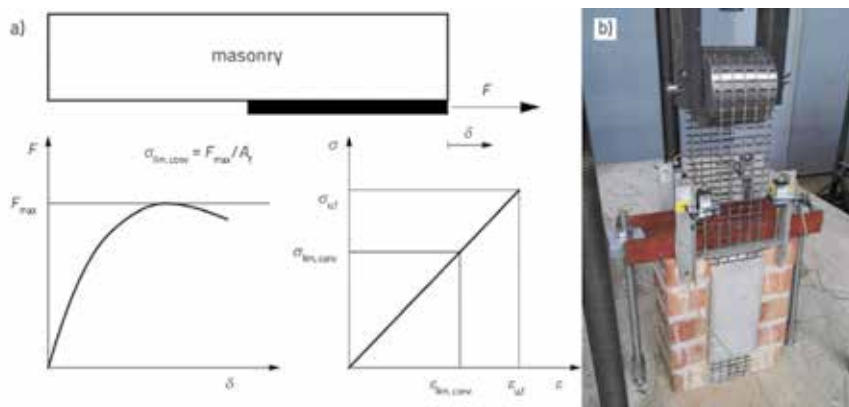 a)
masonry
F
δ
F
σlim,conv = Fmax/Af
Fmax
δ
σ
σu,f
σlim,conv
εlim,conv
εu,f
ε
b)